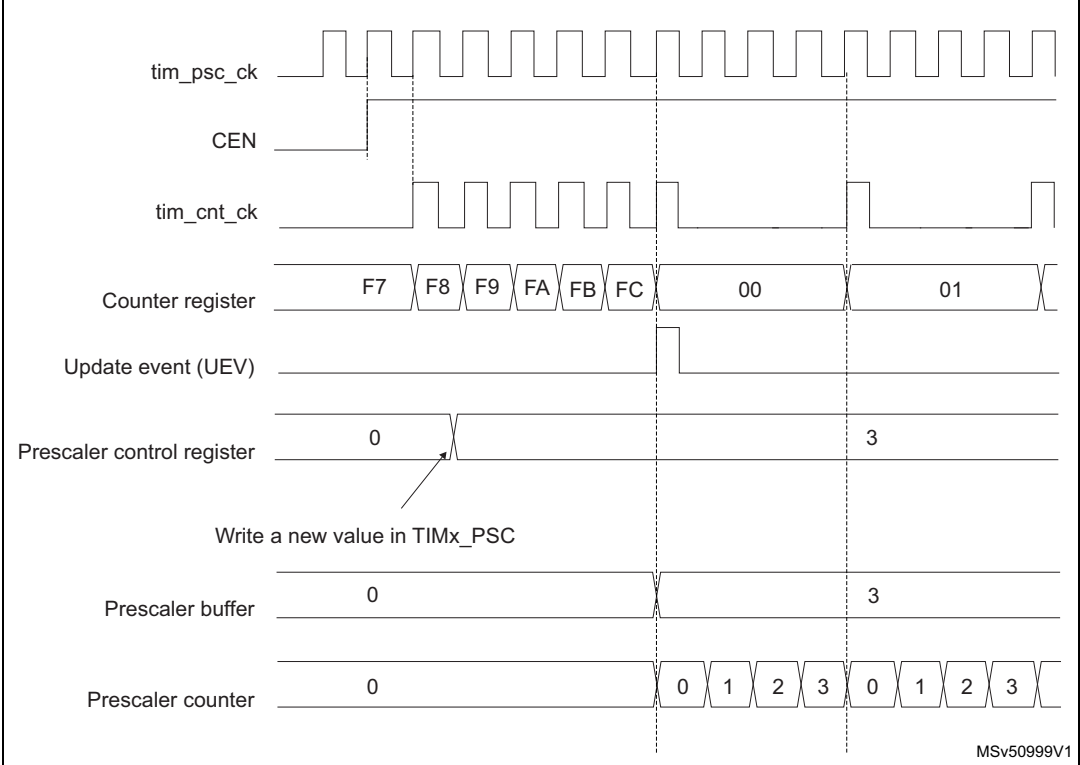 tim_psc_ck
CEN
tim_cnt_ck
Counter register F7 F8 F9 FA FB FC 00 01
Update event (UEV)
Prescaler control register 0 3
Write a new value in TIMx_PSC
Prescaler buffer 0 3
Prescaler counter 0 0 1 2 3 0 1 2 3
MSv50999V1